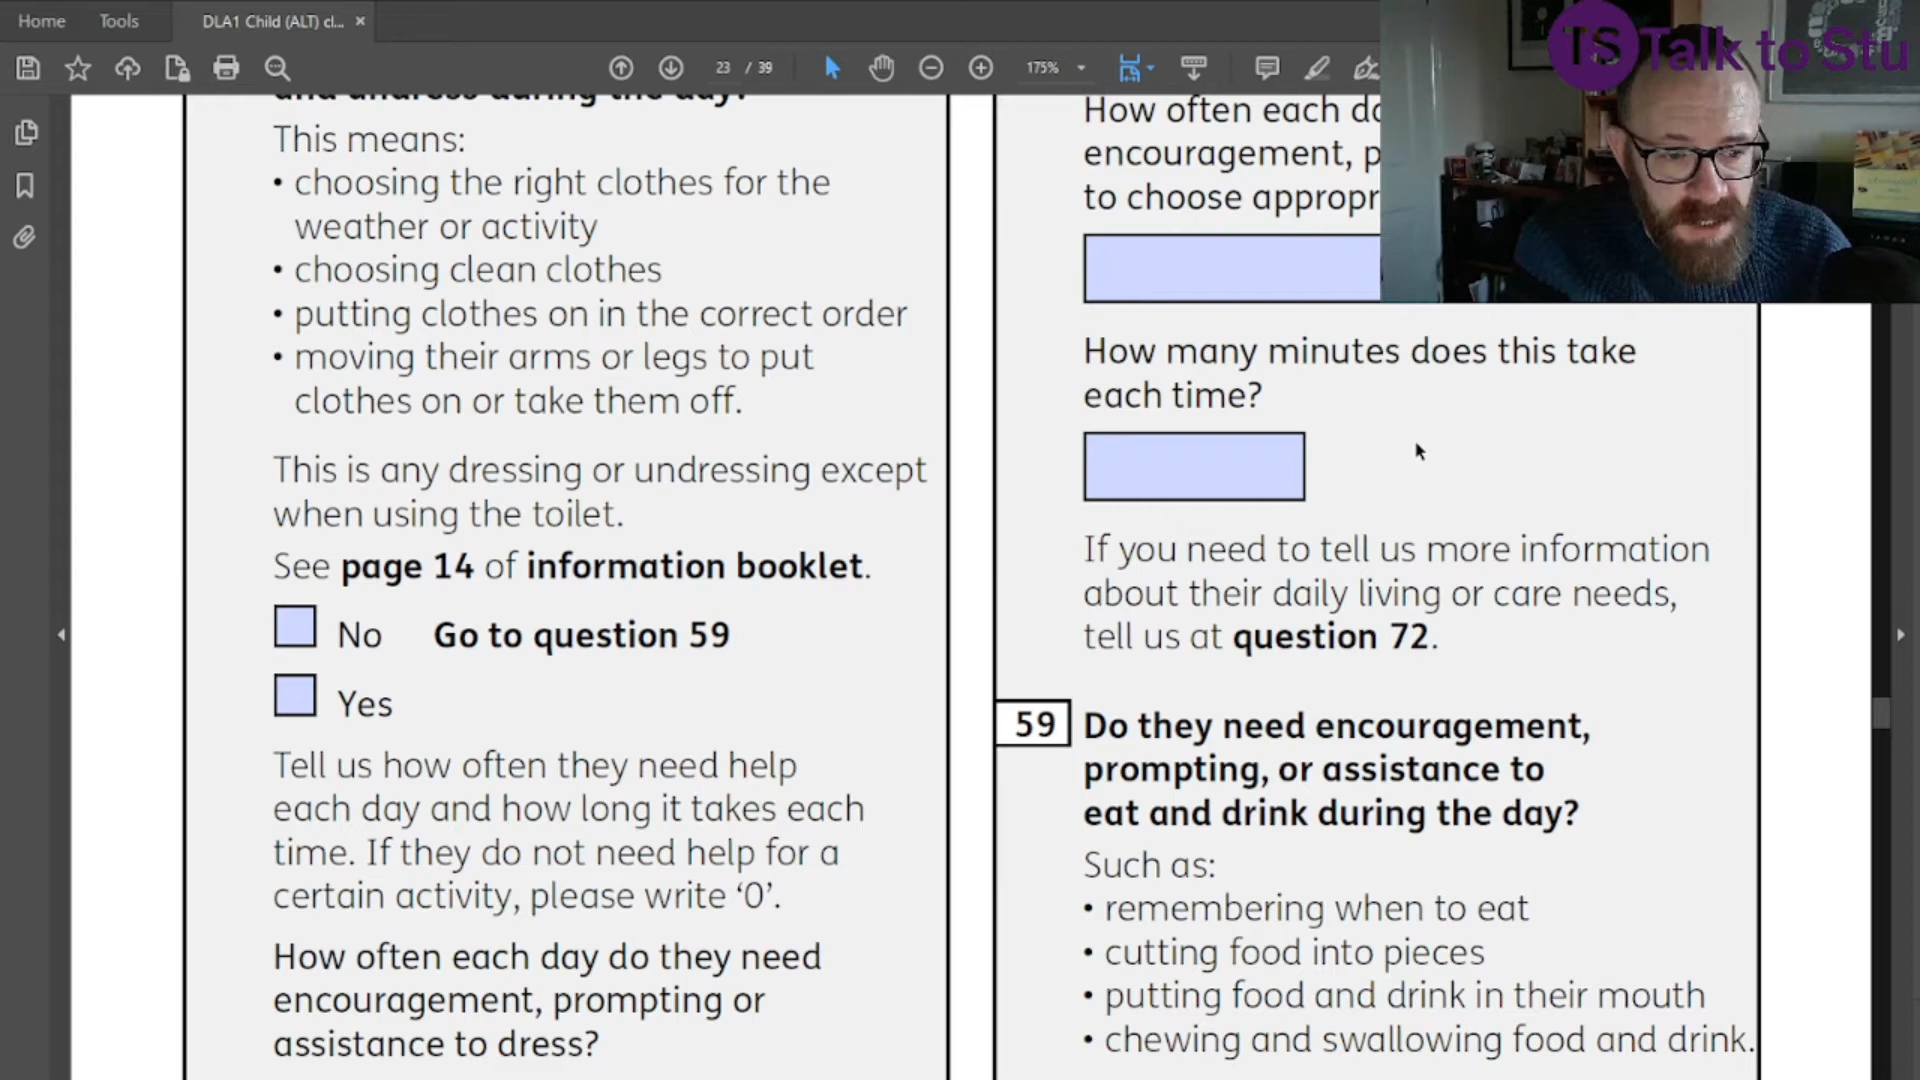 Home
Tools
DLA1 Child (ALT) cl...
23 / 39
175%
TS Talk to Stu
and undress during the day?
This means:
• choosing the right clothes for the
weather or activity
• choosing clean clothes
• putting clothes on in the correct order
• moving their arms or legs to put
clothes on or take them off.
This is any dressing or undressing except
when using the toilet.
See page 14 of information booklet.
No Go to question 59
Yes
Tell us how often they need help
each day and how long it takes each
time. If they do not need help for a
certain activity, please write ‘0’.
How often each day do they need
encouragement, prompting or
assistance to dress?
How often each
encouragement,
to choose
How many minutes does this take
each time?
If you need to tell us more information
about their daily living or care needs,
tell us at question 72.
59 Do they need encouragement,
prompting, or assistance to
eat and drink during the day?
Such as:
• remembering when to eat
• cutting food into pieces
• putting food and drink in their mouth
• chewing and swallowing food and drink.